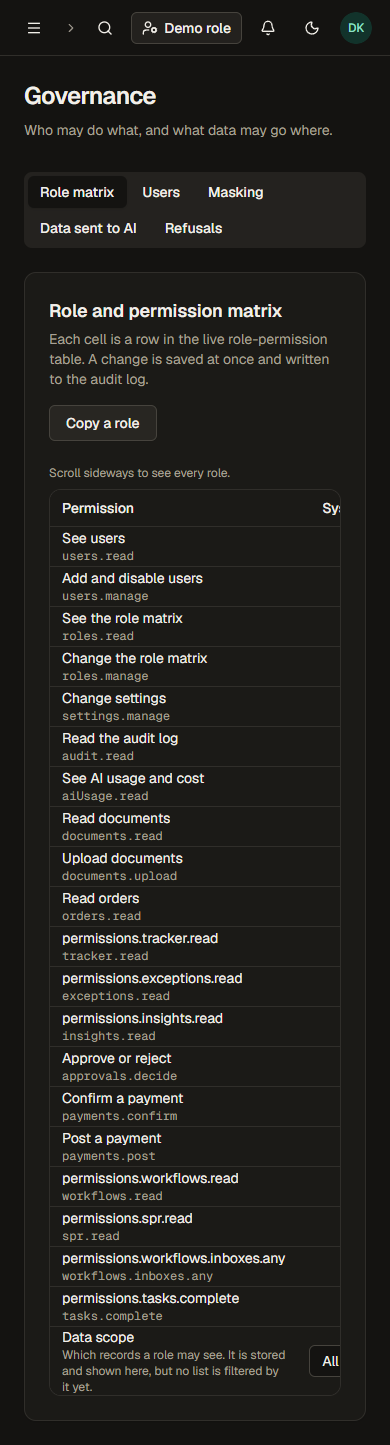 Demo role
DK
Governance
Who may do what, and what data may go where.
Role matrix Users Masking
Data sent to AI Refusals
Role and permission matrix
Each cell is a row in the live role-permission
table. A change is saved at once and written
to the audit log.
Copy a role
Scroll sideways to see every role.
Permission Sys
See users
users.read
Add and disable users
users.manage
See the role matrix
roles.read
Change the role matrix
roles.manage
Change settings
settings.manage
Read the audit log
audit.read
See AI usage and cost
aiUsage.read
Read documents
documents.read
Upload documents
documents.upload
Read orders
orders.read
permissions.tracker.read
tracker.read
permissions.exceptions.read
exceptions.read
permissions.insights.read
insights.read
Approve or reject
approvals.decide
Confirm a payment
payments.confirm
Post a payment
payments.post
permissions.workflows.read
workflows.read
permissions.spr.read
spr.read
permissions.workflows.inboxes.any
workflows.inboxes.any
permissions.tasks.complete
tasks.complete
Data scope
Which records a role may see. It is stored
and shown here, but no list is filtered by
it yet.
All